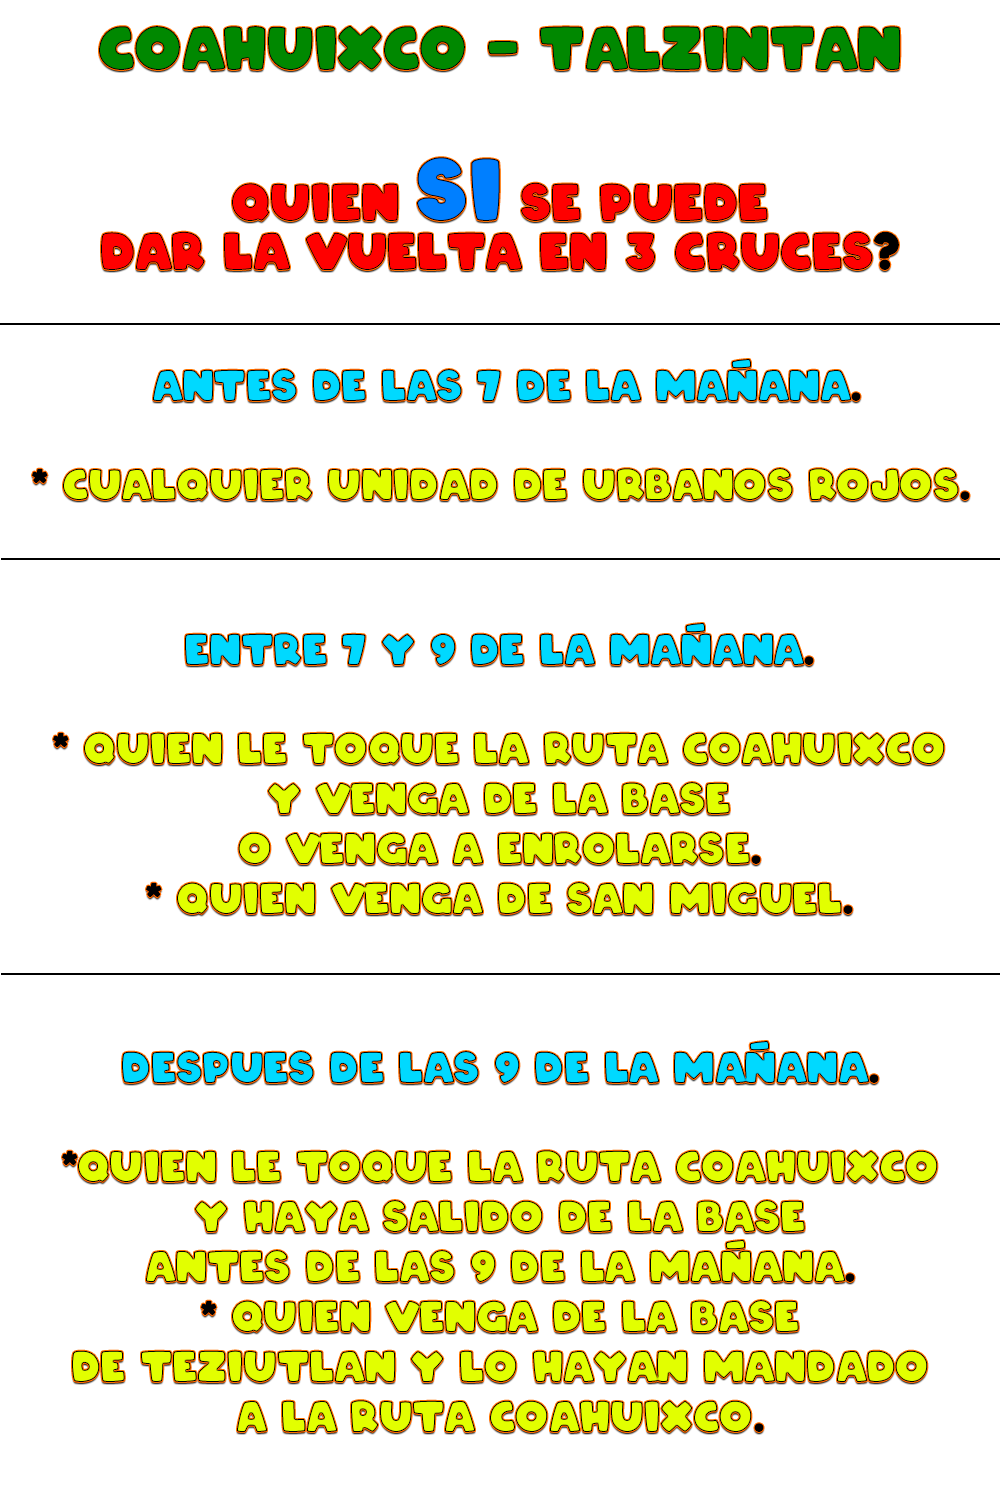 COAHUIXCO - TALZINTAN
QUIEN SI SE PUEDE
DAR LA VUELTA EN 3 CRUCES?
ANTES DE LAS 7 DE LA MAÑANA.
* CUALQUIER UNIDAD DE URBANOS ROJOS.
ENTRE 7 Y 9 DE LA MAÑANA.
* QUIEN LE TOQUE LA RUTA COAHUIXCO
Y VENGA DE LA BASE
O VENGA A ENROLARSE.
* QUIEN VENGA DE SAN MIGUEL.
DESPUES DE LAS 9 DE LA MAÑANA.
*QUIEN LE TOQUE LA RUTA COAHUIXCO
Y HAYA SALIDO DE LA BASE
ANTES DE LAS 9 DE LA MAÑANA.
* QUIEN VENGA DE LA BASE
DE TEZIUTLAN Y LO HAYAN MANDADO
A LA RUTA COAHUIXCO.